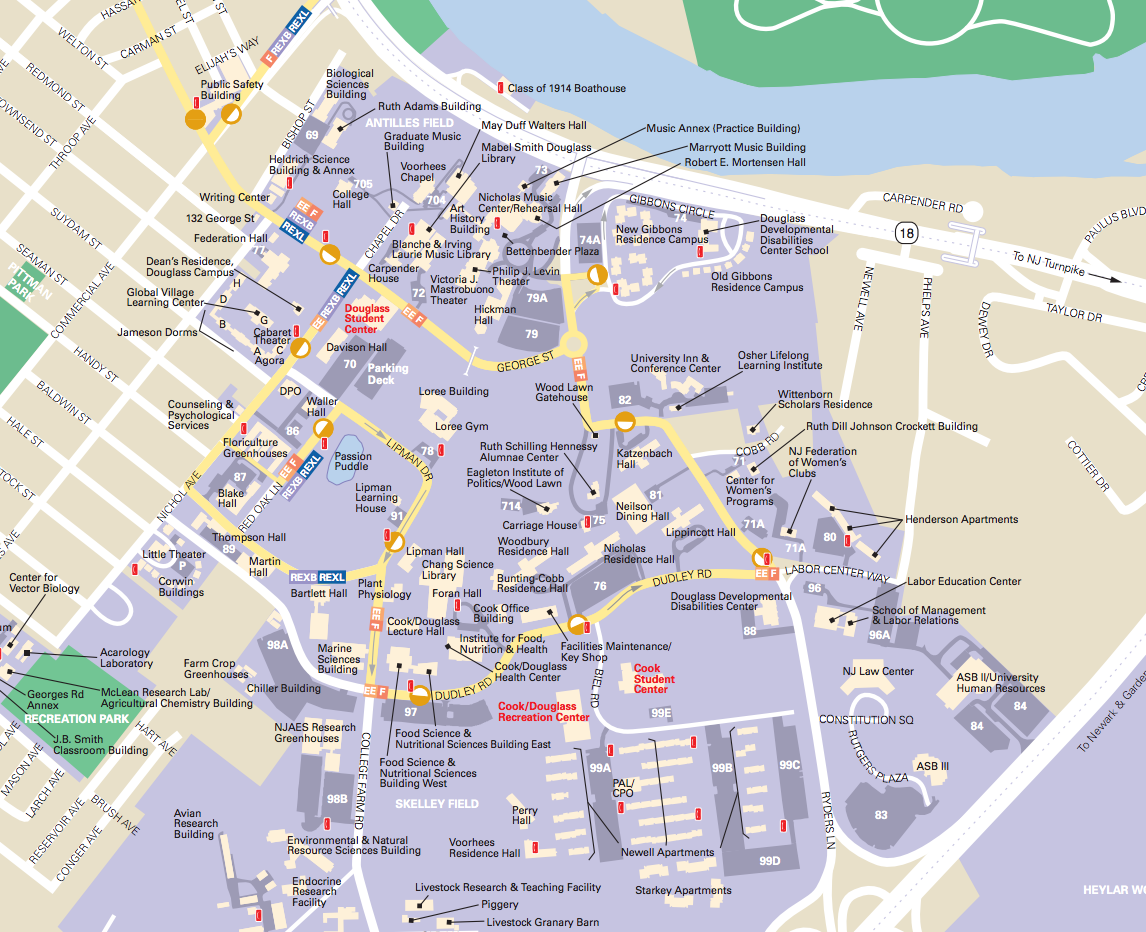 HASSA
EL ST
WELTON ST
CARMAN ST
ELIJAH'S WAY
F REXB REXL
REDMOND ST
OWNSEND ST
THROOP AVE
Public Safety
Building
BISHOP ST
Biological
Sciences
Building
69
Ruth Adams Building
ANTILLES FIELD
Class of 1914 Boathouse
Graduate Music
Building
May Duff Walters Hall
Mabel Smith Douglass
Library
Music Annex (Practice Building)
Marryott Music Building
Robert E. Mortensen Hall
Heldrich Science
Building & Annex
705
College
Hall
Voorhees
Chapel
704
73
Nicholas Music
Center/Rehearsal Hall
Writing Center
132 George St
Federation Hall
77
EE F
REXB
REXL
CHAPEL DR
Art
History
Building
Bettenbender Plaza
Blanche & Irving
Laurie Music Library
GIBBONS CIRCLE
74
New Gibbons
Residence Campus
74A
Douglass
Developmental
Disabilities
Center School
Old Gibbons
Residence Campus
CARPENDER RD
18
To NJ Turnpike
PAULUS BLVD
SUYDAM ST
SEAMAN ST
PITTMAN
PARK
COMMERCIAL AVE
Dean's Residence,
Douglass Campus
H
Global Village
Learning Center
D
G
B
Jameson Dorms
Cabaret
Theater
A C
Agora
EE F
REXB REXL
Carpender
House
72
Victoria J.
Mastrobuono
Theater
Philip J. Levin
Theater
Hickman
Hall
79A
79
Douglass
Student
Center
EE F
Davison Hall
70
Parking
Deck
GEORGE ST
EE F
NEWELL AVE
PHELPS AVE
DEWEY DR
TAYLOR DR
HANDY ST
BALDWIN ST
HALE ST
STOCK ST
DPO
Waller
Hall
Counseling &
Psychological
Services
86
Floriculture
Greenhouses
EE F
REXB REXL
Passion
Puddle
LIPMAN DR
Loree Building
Loree Gym
78
Wood Lawn
Gatehouse
University Inn &
Conference Center
Osher Lifelong
Learning Institute
82
Wittenborn
Scholars Residence
Ruth Dill Johnson Crockett Building
COBB RD
71
Ruth Schilling Hennessy
Alumnae Center
Katzenbach
Hall
NJ Federation
of Women's
Clubs
Eagleton Institute of
Politics/Wood Lawn
714
Center for
Women's
Programs
COTTIER DR
NICHOL AVE
87
Blake
Hall
RED OAK LN
Lipman
Learning
House
91
81
Neilson
Dining Hall
Carriage House
75
71A
Lippincott Hall
Henderson Apartments
80
71A
Thompson Hall
89
Martin
Hall
Little Theater
P
Corwin
Buildings
Woodbury
Residence Hall
Nicholas
Residence Hall
Lipman Hall
Chang Science
Library
REXB REXL
Bartlett Hall
Plant
Physiology
Foran Hall
Bunting-Cobb
Residence Hall
76
DUDLEY RD
EE F
LABOR CENTER WAY
96
Labor Education Center
School of Management
& Labor Relations
96A
Center for
Vector Biology
Douglass Developmental
Disabilities Center
88
EE F
Cook Office
Building
Cook/Douglass
Lecture Hall
Institute for Food,
Nutrition & Health
Facilities Maintenance/
Key Shop
Cook/Douglass
Health Center
98A
Marine
Sciences
Building
Farm Crop
Greenhouses
Chiller Building
EE F
DUDLEY RD
97
BIEL RD
Cook
Student
Center
Cook/Douglass
Recreation Center
99E
NJ Law Center
ASB II/University
Human Resources
84
84
CONSTITUTION SQ
RUTGERS PLAZA
ASB III
83
To Newark & Garden
um
Acarology
Laboratory
Georges Rd
Annex
McLean Research Lab/
Agricultural Chemistry Building
RECREATION PARK
J.B. Smith
Classroom Building
HART AVE
MASON AVE
LARCH AVE
RESERVOIR AVE
BRUSH AVE
CONGER AVE
NJAES Research
Greenhouses
98B
COLLEGE FARM RD
Food Science &
Nutritional Sciences Building East
Food Science &
Nutritional Sciences
Building West
SKELLEY FIELD
Perry
Hall
99A
PAL/
CPO
99B
99C
99D
RYDERS LN
Avian
Research
Building
Environmental & Natural
Resource Sciences Building
Voorhees
Residence Hall
Newell Apartments
Starkey Apartments
Endocrine
Research
Facility
Livestock Research & Teaching Facility
Piggery
Livestock Granary Barn
HEYLAR WO